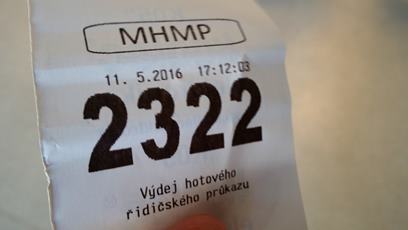 MHMP
11. 5.2016 17:12:03
2322
Výdej hotového
řidičského průkazu